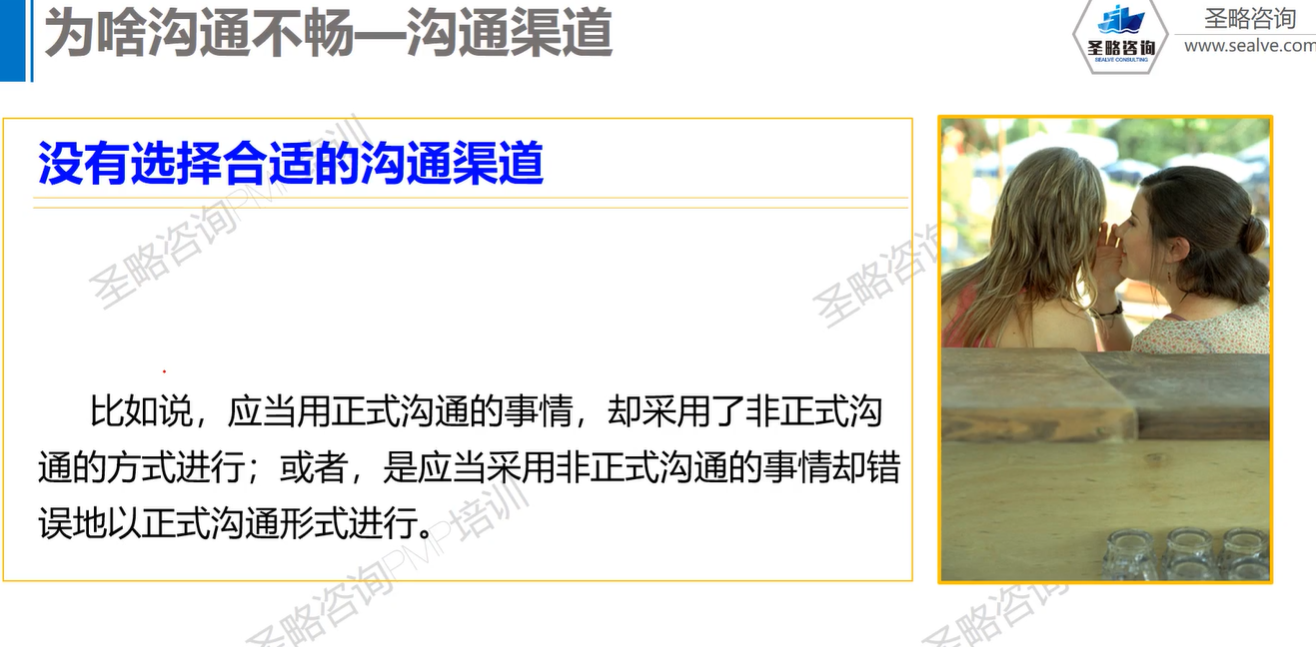 为啥沟通不畅—沟通渠道
圣略咨询
SEALVE CONSULTING
圣略咨询
www.sealve.com
没有选择合适的沟通渠道
比如说，应当用正式沟通的事情，却采用了非正式沟
通的方式进行；或者，是应当采用非正式沟通的事情却错
误地以正式沟通形式进行。
圣略咨询PMP培训
圣略咨询
圣略咨询PMP培训
圣略咨询